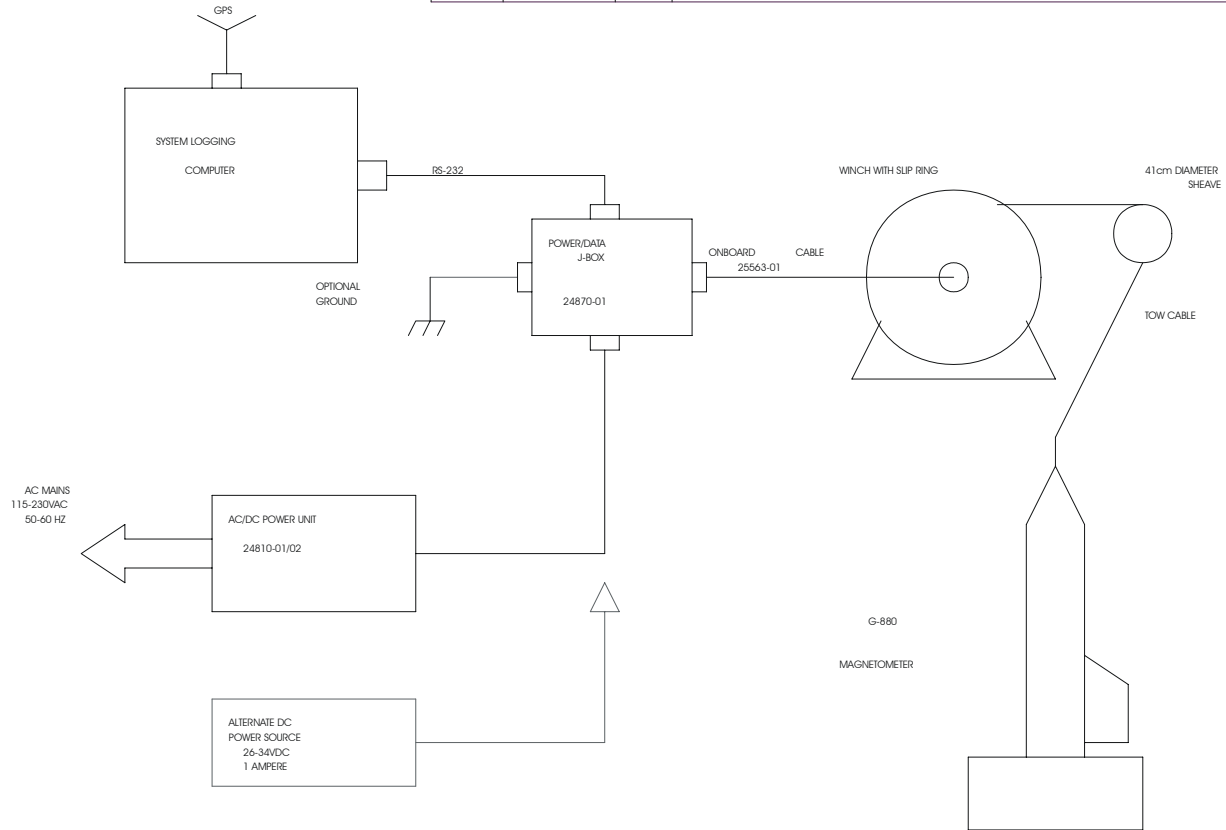 GPS
SYSTEM LOGGING
COMPUTER
RS-232
WINCH WITH SLIP RING
41cm DIAMETER
SHEAVE
POWER/DATA
J-BOX
24870-01
ONBOARD CABLE
25563-01
OPTIONAL
GROUND
TOW CABLE
AC MAINS
115-230VAC
50-60 HZ
AC/DC POWER UNIT
24810-01/02
G-880
MAGNETOMETER
ALTERNATE DC
POWER SOURCE
26-34VDC
1 AMPERE